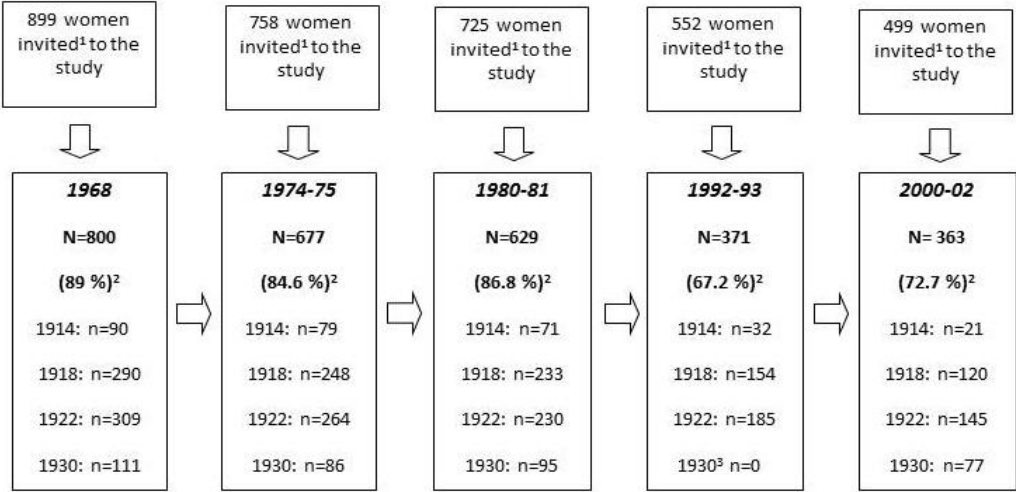 899 women
invited¹ to the
study
758 women
invited¹ to the
study
725 women
invited¹ to the
study
552 women
invited¹ to the
study
499 women
invited¹ to the
study
1968
N=800
(89 %)²
1914: n=90
1918: n=290
1922: n=309
1930: n=111
1974-75
N=677
(84.6 %)²
1914: n=79
1918: n=248
1922: n=264
1930: n=86
1980-81
N=629
(86.8 %)²
1914: n=71
1918: n=233
1922: n=230
1930: n=95
1992-93
N=371
(67.2 %)²
1914: n=32
1918: n=154
1922: n=185
1930³ n=0
2000-02
N= 363
(72.7 %)²
1914: n=21
1918: n=120
1922: n=145
1930: n=77